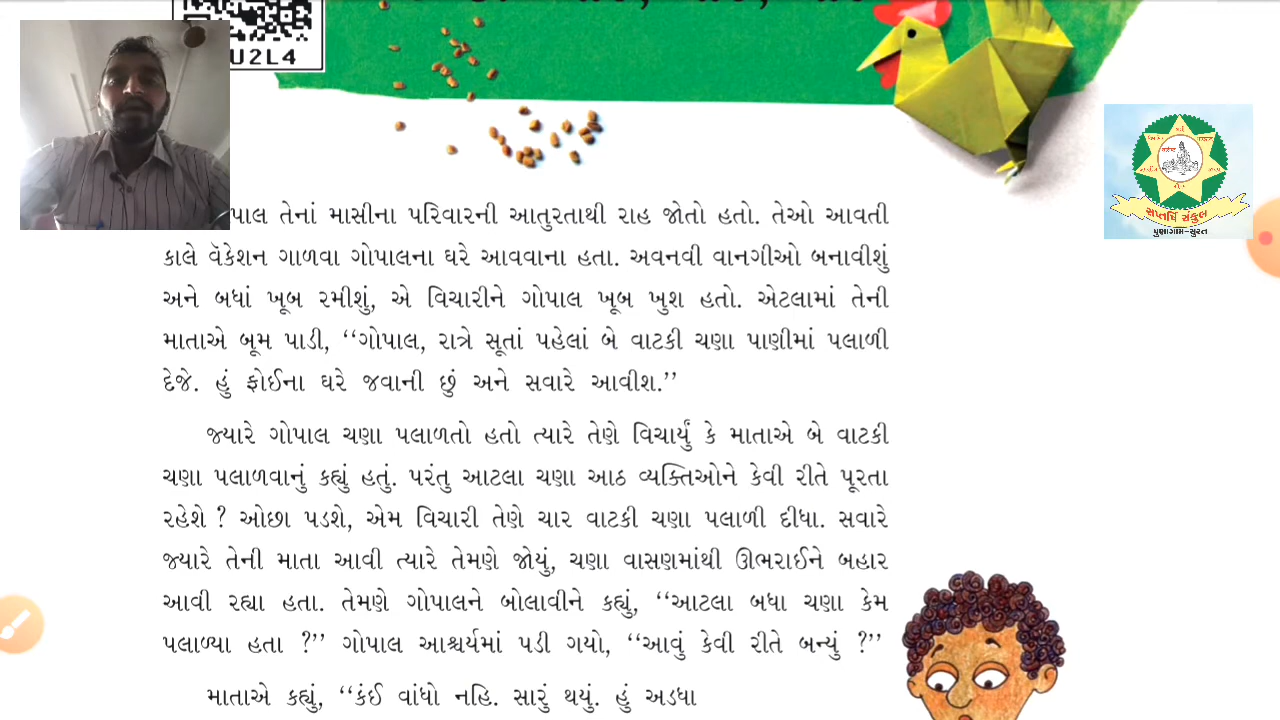 U2L4
પાલ તેનાં માસીના પરિવારની આતુરતાથી રાહ જોતો હતો. તેઓ આવતી
કાલે વૅકેશન ગાળવા ગોપાલના ઘરે આવવાના હતા. અવનવી વાનગીઓ બનાવીશું
અને બધાં ખૂબ રમીશું, એ વિચારીને ગોપાલ ખૂબ ખુશ હતો. એટલામાં તેની
માતાએ બૂમ પાડી, ‘‘ગોપાલ, રાત્રે સૂતાં પહેલાં બે વાટકી ચણા પાણીમાં પલાળી
દેજે. હું ફોઈના ઘરે જવાની છું અને સવારે આવીશ.’’
જ્યારે ગોપાલ ચણા પલાળતો હતો ત્યારે તેણે વિચાર્યું કે માતાએ બે વાટકી
ચણા પલાળવાનું કહ્યું હતું. પરંતુ આટલા ચણા આઠ વ્યક્તિઓને કેવી રીતે પૂરતા
રહેશે ? ઓછા પડશે, એમ વિચારી તેણે ચાર વાટકી ચણા પલાળી દીધા. સવારે
જ્યારે તેની માતા આવી ત્યારે તેમણે જોયું, ચણા વાસણમાંથી ઊભરાઈને બહાર
આવી રહ્યા હતા. તેમણે ગોપાલને બોલાવીને કહ્યું, ‘‘આટલા બધા ચણા કેમ
પલાળ્યા હતા ?’’ ગોપાલ આશ્ચર્યમાં પડી ગયો, ‘‘આવું કેવી રીતે બન્યું ?’’
માતાએ કહ્યું, ‘‘કંઈ વાંધો નહિ. સારું થયું. હું અડધા
સપ્તર્ષિ સંકુલ
પુણાગામ-સુરત